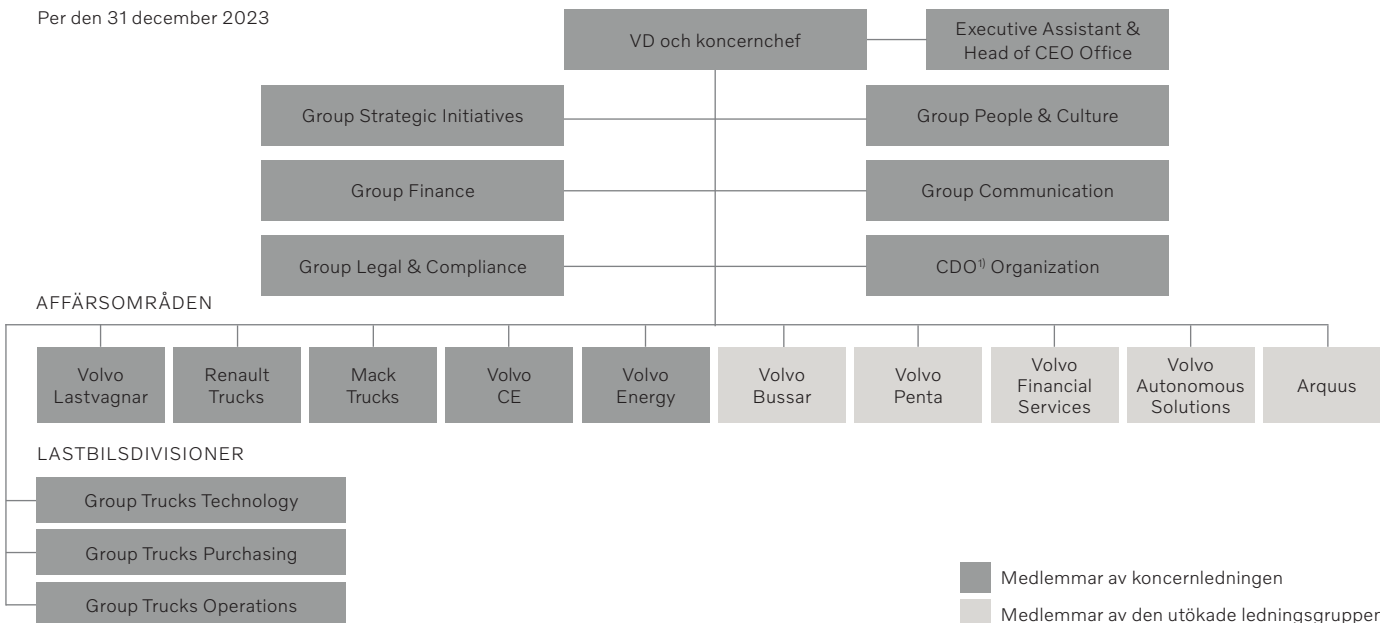 Per den 31 december 2023
VD och koncernchef
Executive Assistant &
Head of CEO Office
Group Strategic Initiatives
Group People & Culture
Group Finance
Group Communication
Group Legal & Compliance
CDO¹⁾ Organization
AFFÄRSOMRÅDEN
Volvo
Lastvagnar
Renault
Trucks
Mack
Trucks
Volvo
CE
Volvo
Energy
Volvo
Bussar
Volvo
Penta
Volvo
Financial
Services
Volvo
Autonomous
Solutions
Arquus
LASTBILSDIVISIONER
Group Trucks Technology
Group Trucks Purchasing
Group Trucks Operations
Medlemmar av koncernledningen
Medlemmar av den utökade ledningsgruppen